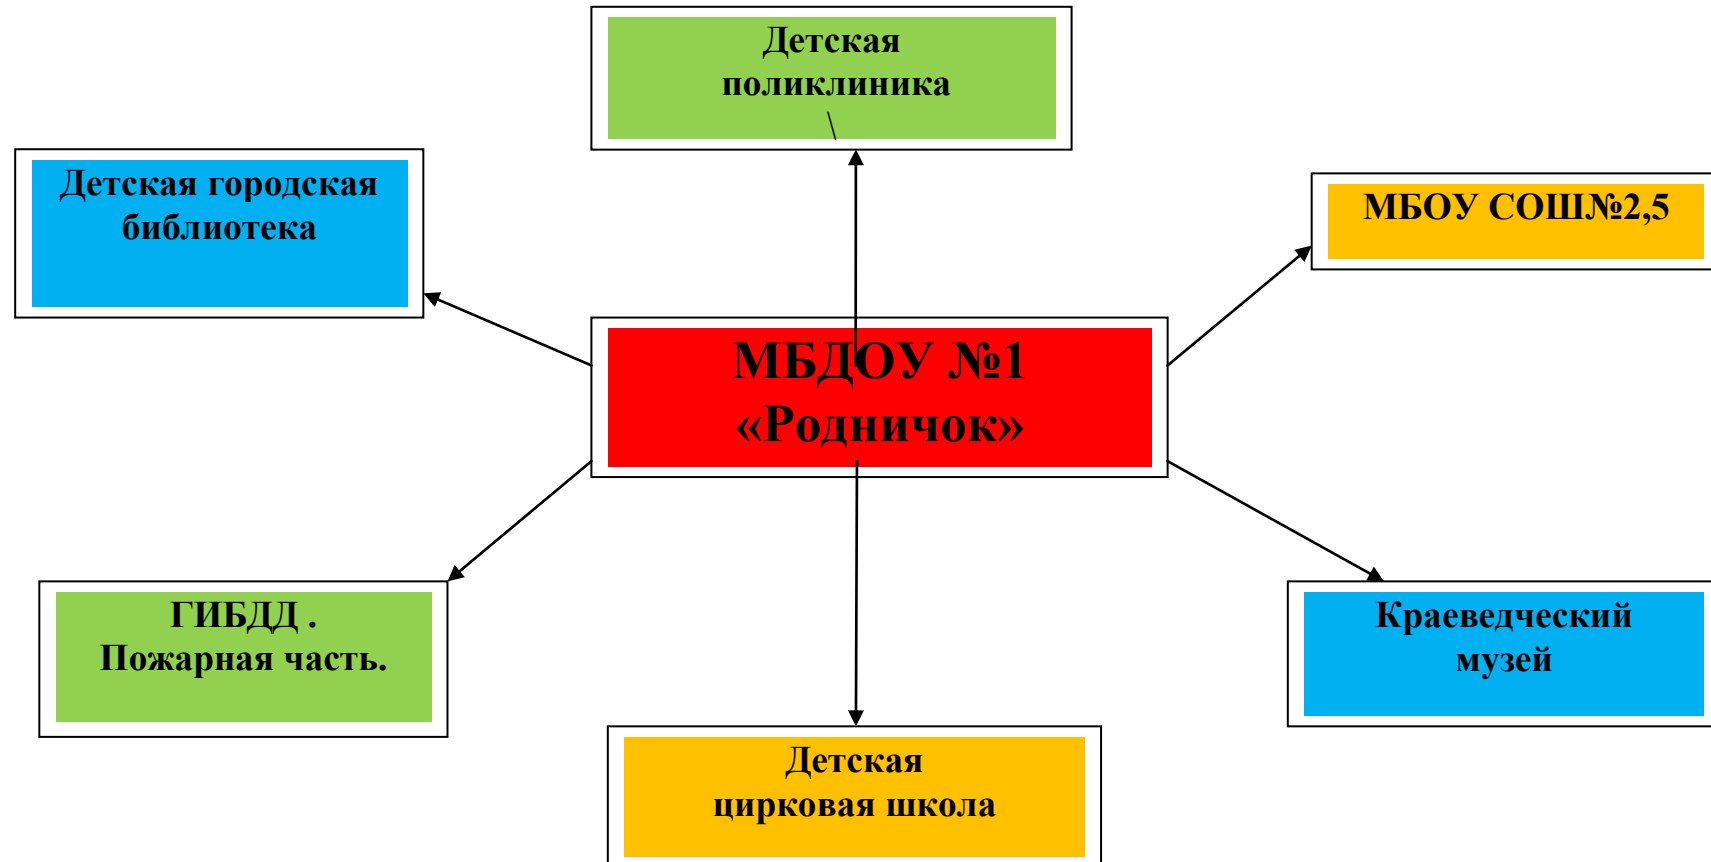 Детская
поликлиника
Детская городская
библиотека
МБОУ СОШ№2,5
МБДОУ №1
«Родничок»
ГИБДД .
Пожарная часть.
Краеведческий
музей
Детская
цирковая школа